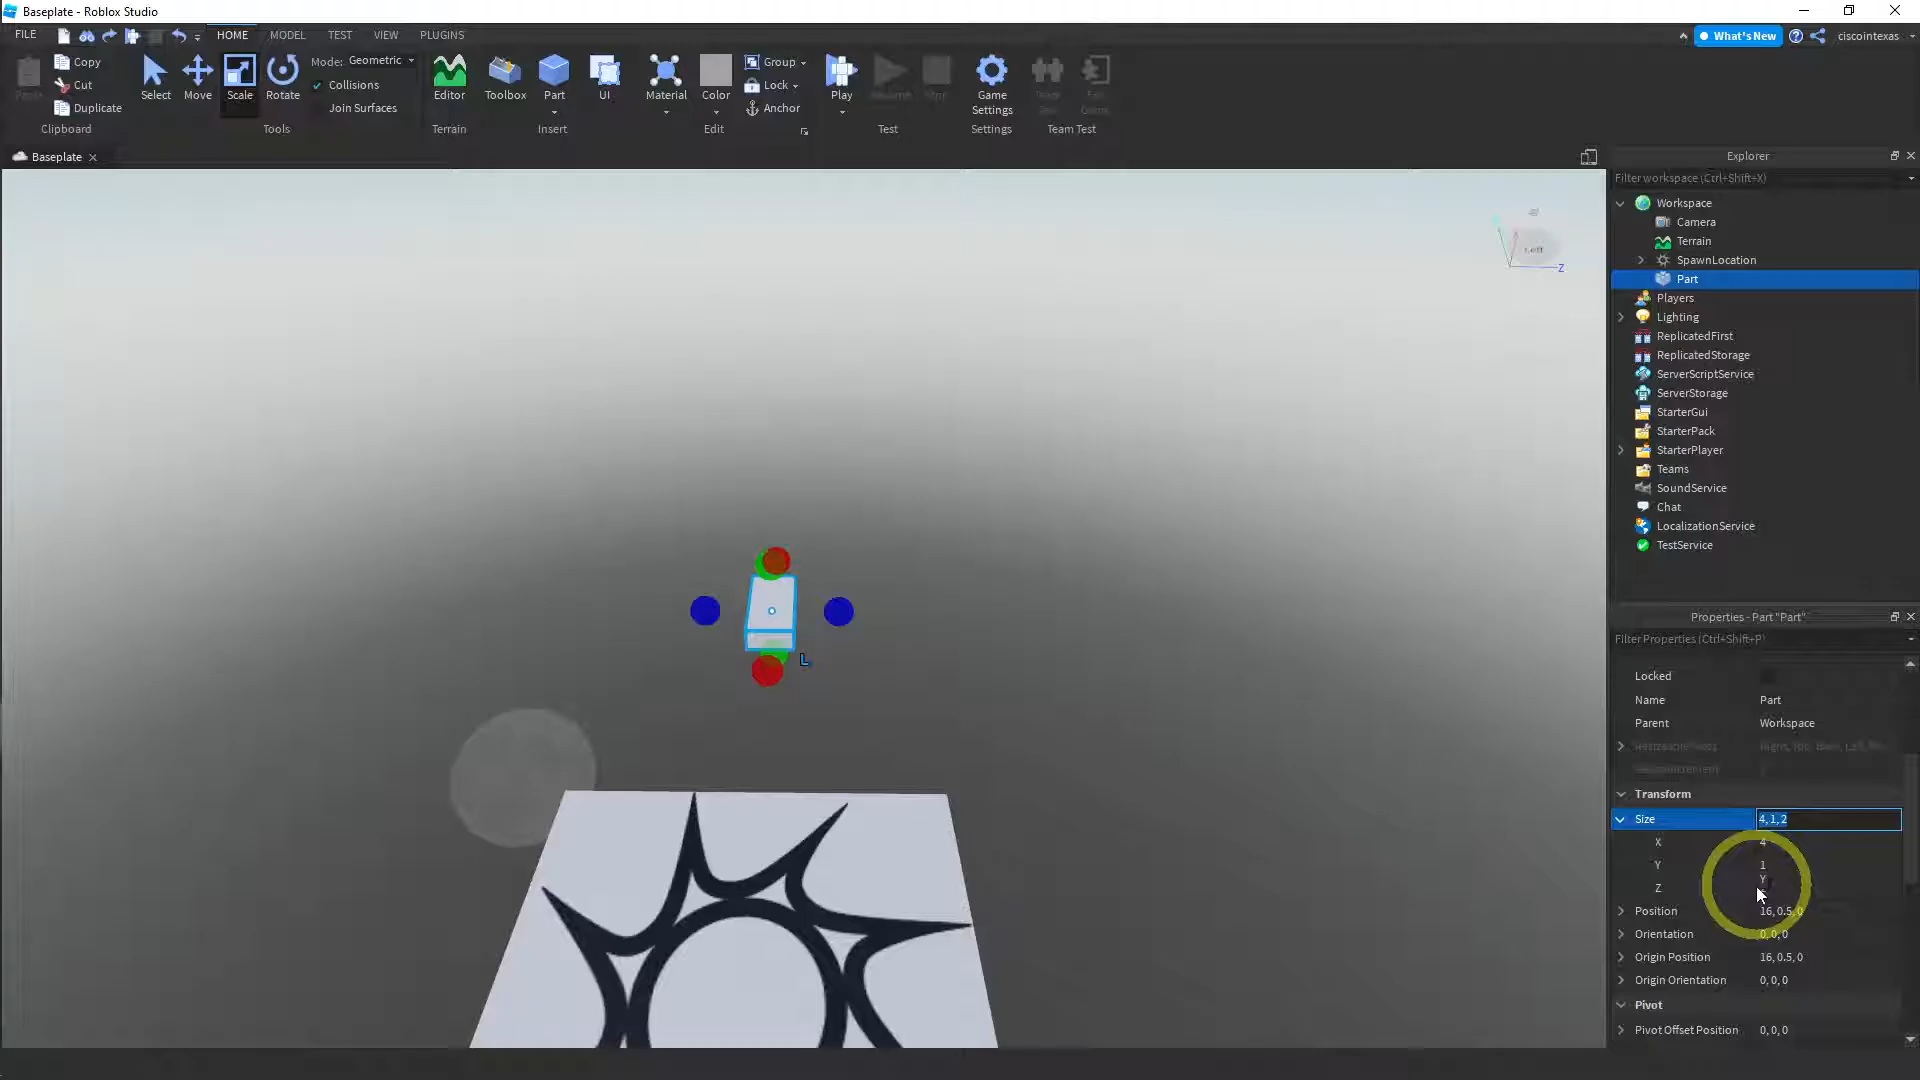 Baseplate - Roblox Studio
FILE
HOME
MODEL
TEST
VIEW
PLUGINS
What's New
ciscointexas
Copy
Cut
Duplicate
Clipboard
Select
Move
Scale
Rotate
Tools
Mode: Geometric
Collisions
Join Surfaces
Editor
Terrain
Toolbox
Part
UI
Insert
Material
Color
Group
Lock
Anchor
Edit
Play
Test
Game
Settings
Settings
Team Test
Baseplate
Left
Z
L
Explorer
Filter workspace (Ctrl+Shift+X)
Workspace
Camera
Terrain
SpawnLocation
Part
Players
Lighting
ReplicatedFirst
ReplicatedStorage
ServerScriptService
ServerStorage
StarterGui
StarterPack
StarterPlayer
Teams
SoundService
Chat
LocalizationService
TestService
Properties - Part "Part"
Filter Properties (Ctrl+Shift+P)
Locked
Name Part
Parent Workspace
Transform
Size 4, 1, 2
X 4
Y 1
Y
Z
Position 16, 0.5, 0
Orientation 0, 0, 0
Origin Position 16, 0.5, 0
Origin Orientation 0, 0, 0
Pivot
Pivot Offset Position 0, 0, 0